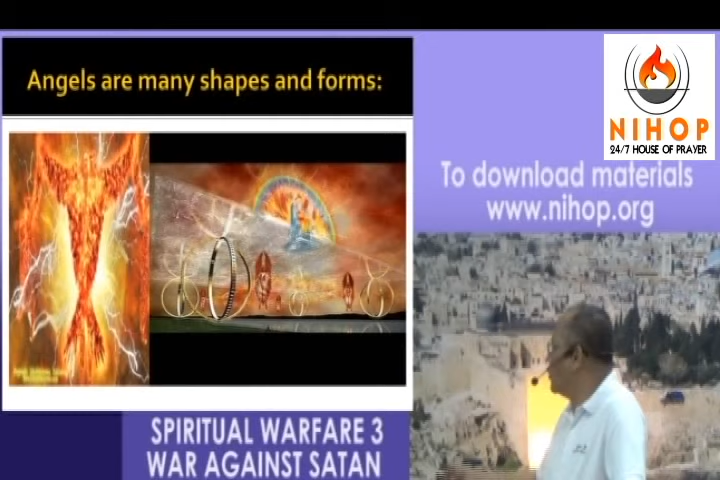 Angels are many shapes and forms:
NIHOP
24/7 HOUSE OF PRAYER
To download materials
www.nihop.org
SPIRITUAL WARFARE 3
WAR AGAINST SATAN